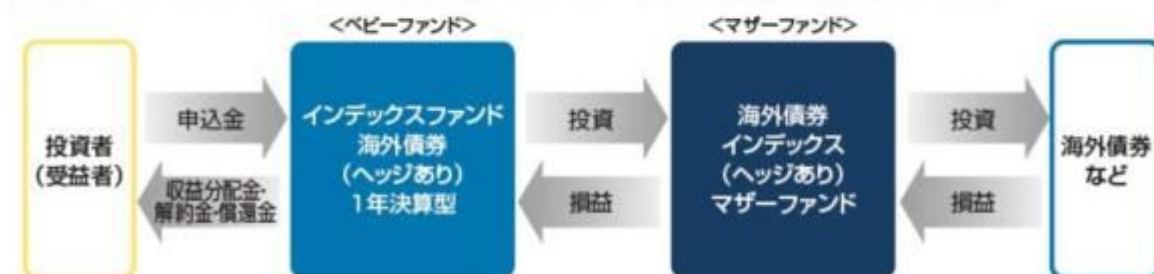 <ベビーファンド>
<マザーファンド>
投資者
(受益者)
申込金
収益分配金・
解約金・償還金
インデックスファンド
海外債券
(ヘッジあり)
1年決算型
投資
損益
海外債券
インデックス
(ヘッジあり)
マザーファンド
投資
損益
海外債券
など